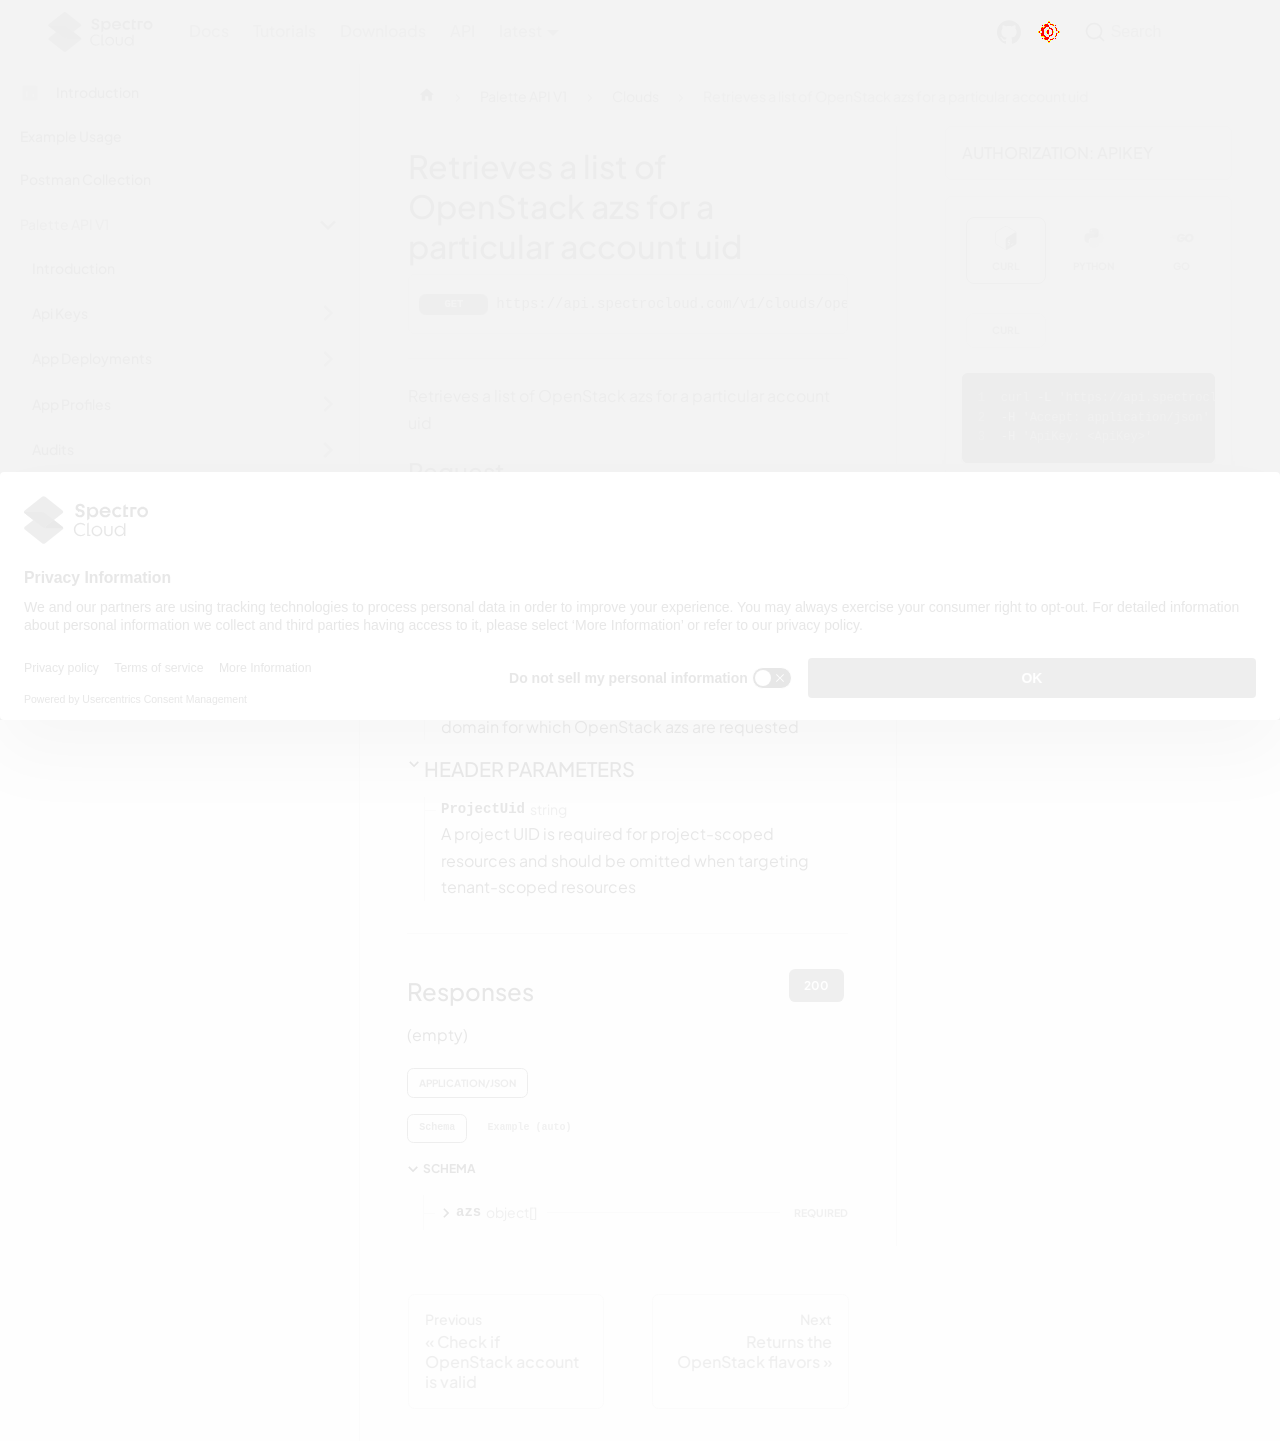 Spectro
Cloud
Docs
Tutorials
Downloads
API
latest
Search
Introduction
Example Usage
Postman Collection
Palette API V1
Introduction
Api Keys
App Deployments
App Profiles
Audits
Palette API V1
Clouds
Retrieves a list of OpenStack azs for a particular account uid
Retrieves a list of
OpenStack azs for a
particular account uid
GET
https://api.spectrocloud.com/v1/clouds/ope
Retrieves a list of OpenStack azs for a particular account
uid
Request
AUTHORIZATION: APIKEY
CURL
PYTHON
GO
GO
CURL
Spectro
Cloud
Privacy Information
We and our partners are using tracking technologies to process personal data in order to improve your experience. You may always exercise your consumer right to opt-out. For detailed information
about personal information we collect and third parties having access to it, please select ‘More Information’ or refer to our privacy policy.
Privacy policy
Terms of service
More Information
Powered by Usercentrics Consent Management
Do not sell my personal information
OK
domain for which OpenStack azs are requested
HEADER PARAMETERS
ProjectUid string
A project UID is required for project-scoped
resources and should be omitted when targeting
tenant-scoped resources
Responses
200
(empty)
APPLICATION/JSON
Schema
Example (auto)
SCHEMA
azs object[]
REQUIRED
Previous
« Check if
OpenStack account
is valid
Next
Returns the
OpenStack flavors »